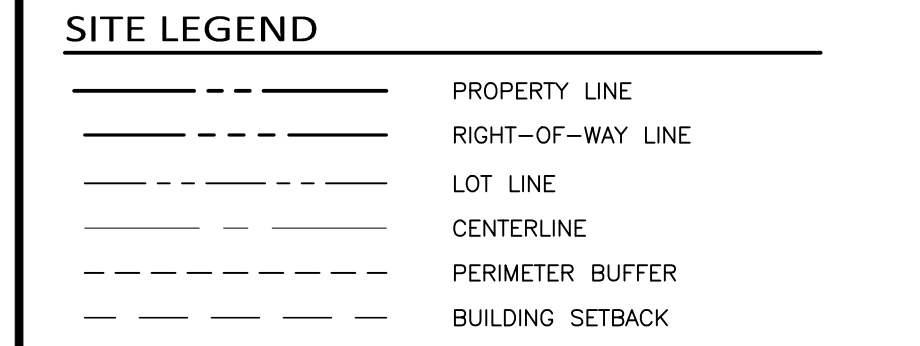 SITE LEGEND
PROPERTY LINE
RIGHT-OF-WAY LINE
LOT LINE
CENTERLINE
PERIMETER BUFFER
BUILDING SETBACK